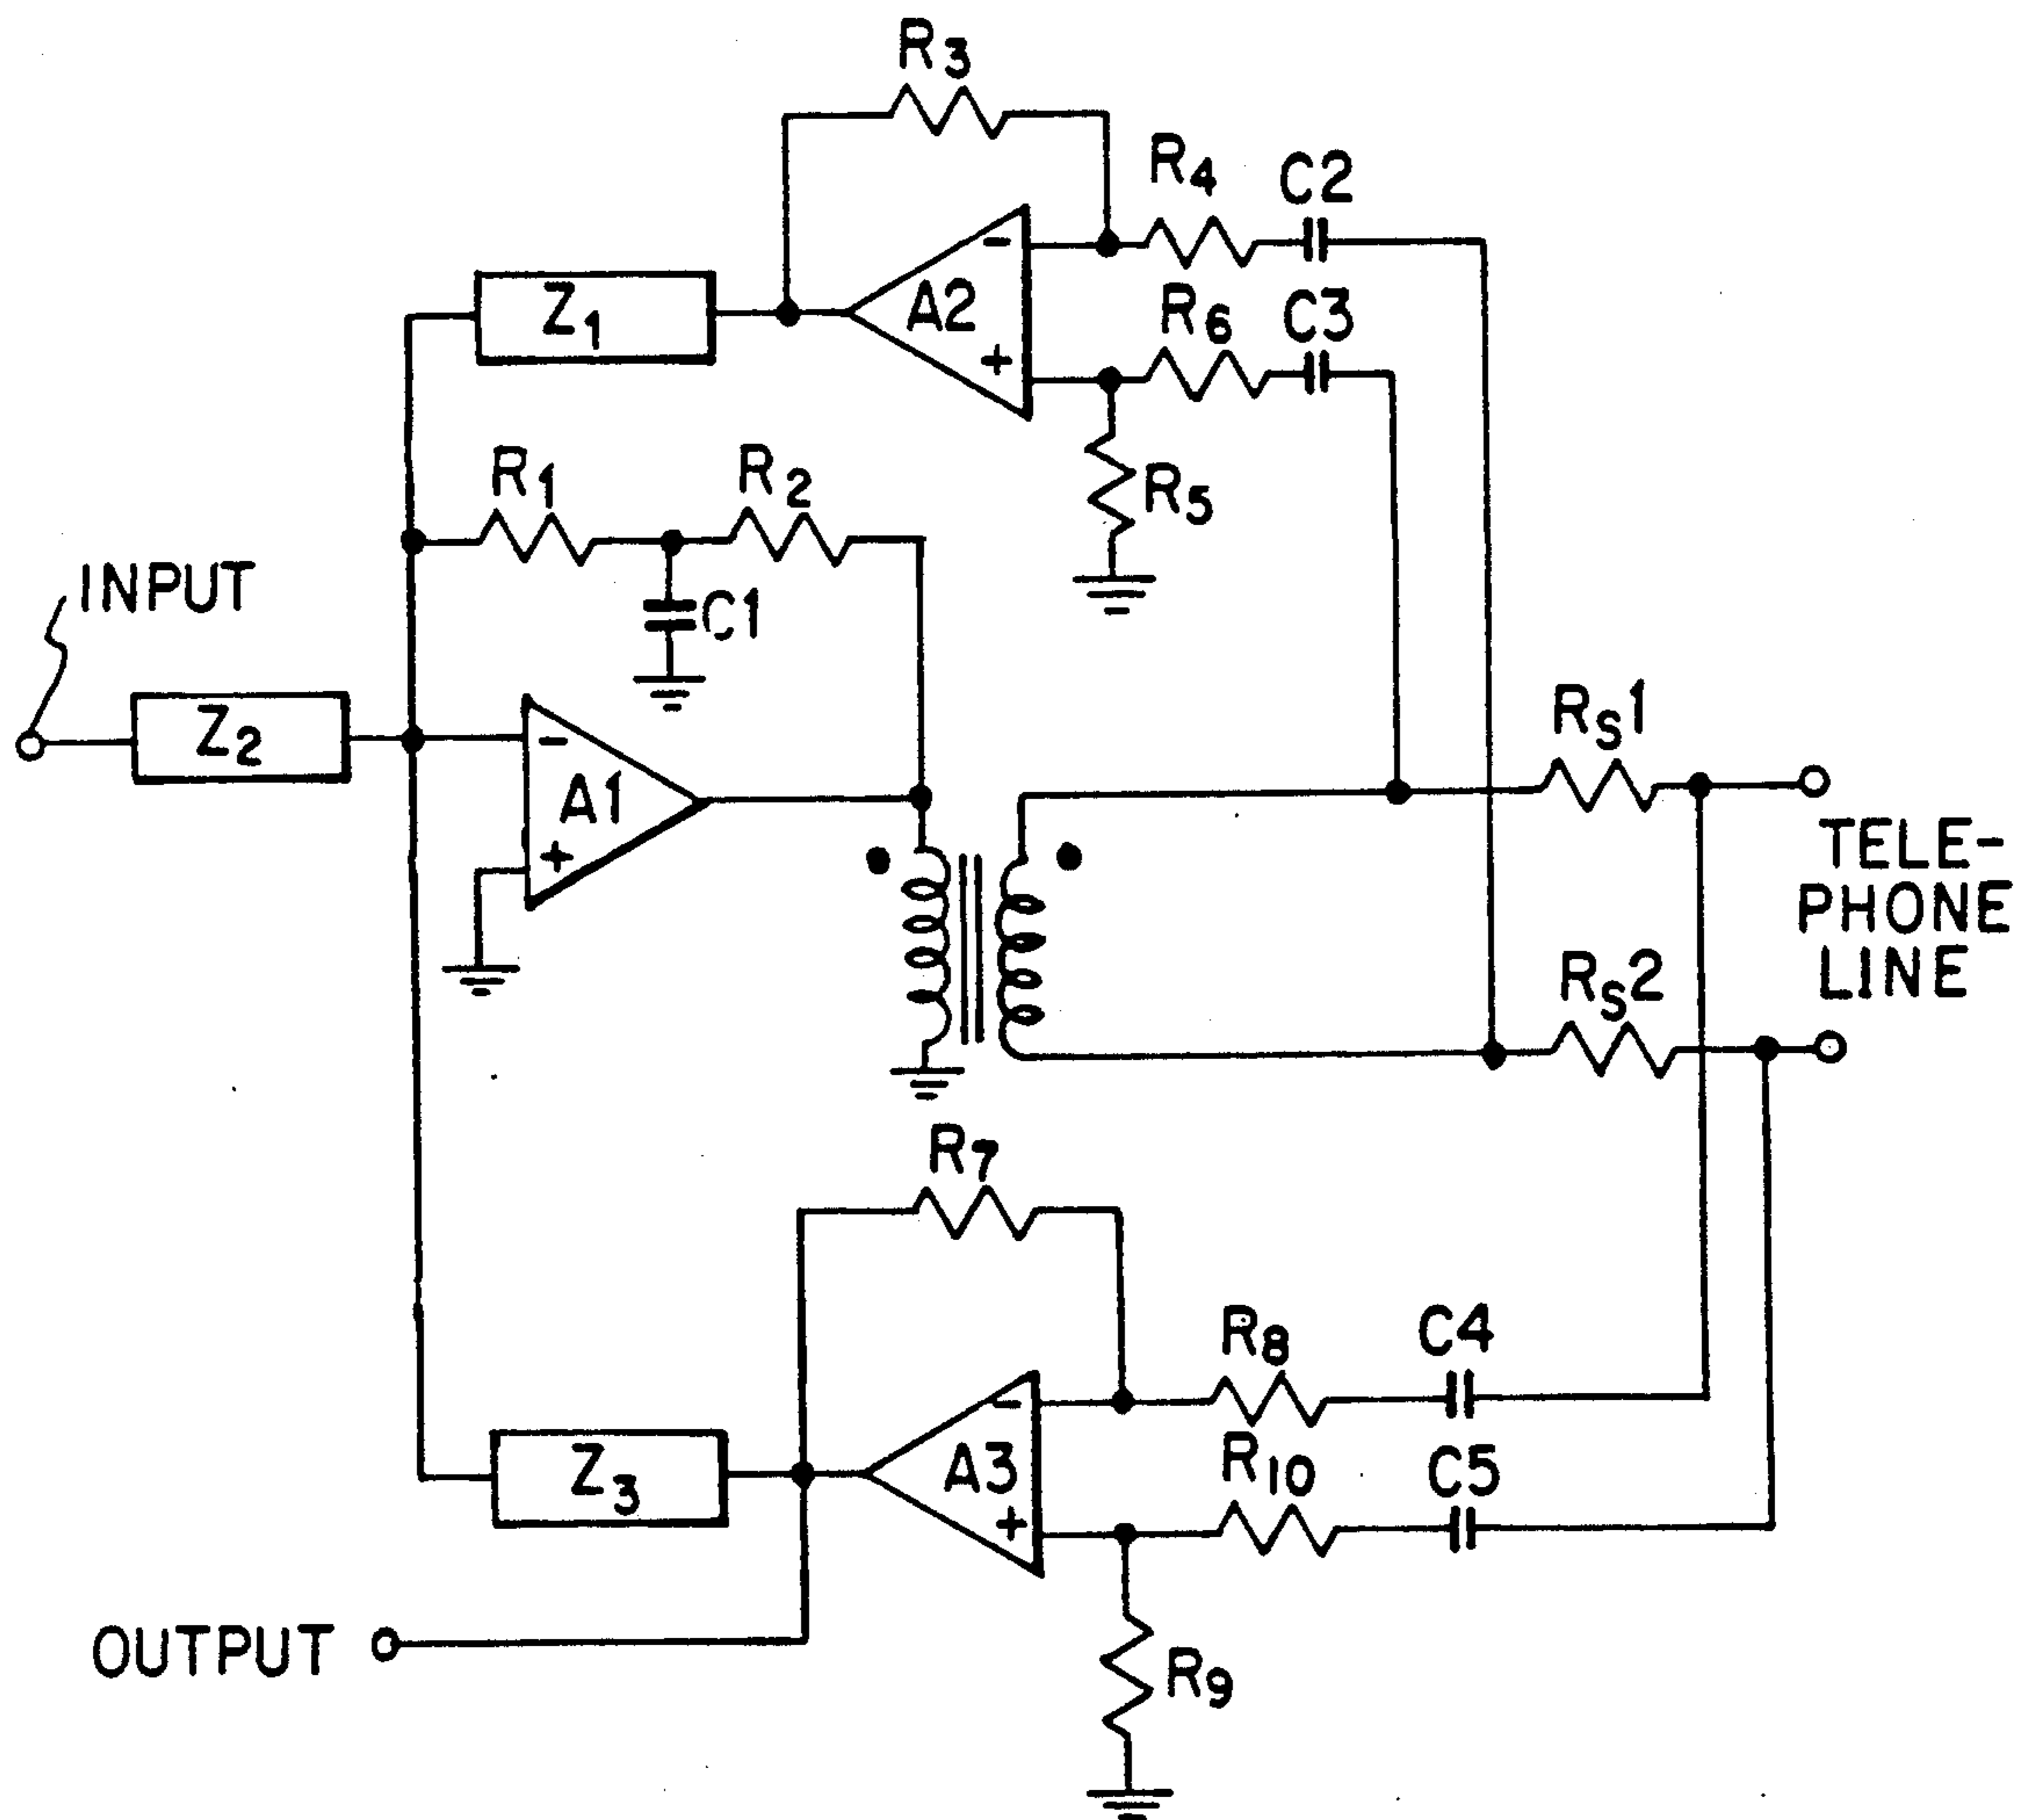 R3
R4 C2
-
A2
Z1
R6 C3
+
R1 R2
R5
INPUT
C1
RS1
Z2
-
A1
+
TELE-
PHONE
LINE
RS2
R7
R8 C4
-
A3
Z3
R10 C5
+
OUTPUT
R9